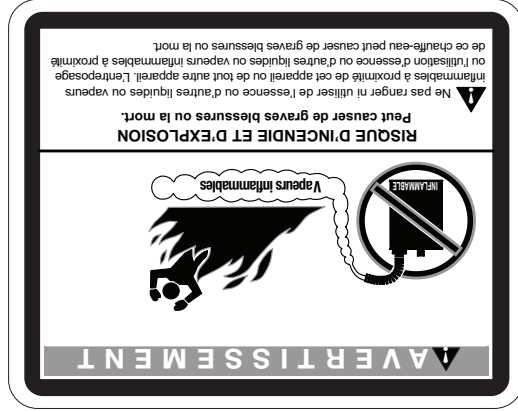 AVERTISSEMENT
INFLAMMABLE
Vapeurs inflammables
RISQUE D'INCENDIE ET D'EXPLOSION
Peut causer de graves blessures ou la mort.
Ne pas ranger ni utiliser de l'essence ou d'autres liquides ou vapeurs
inflammables à proximité de cet appareil ou de tout autre appareil. L'entreposage
ou l'utilisation d'essence ou d'autres liquides ou vapeurs inflammables à proximité
de ce chauffe-eau peut causer de graves blessures ou la mort.